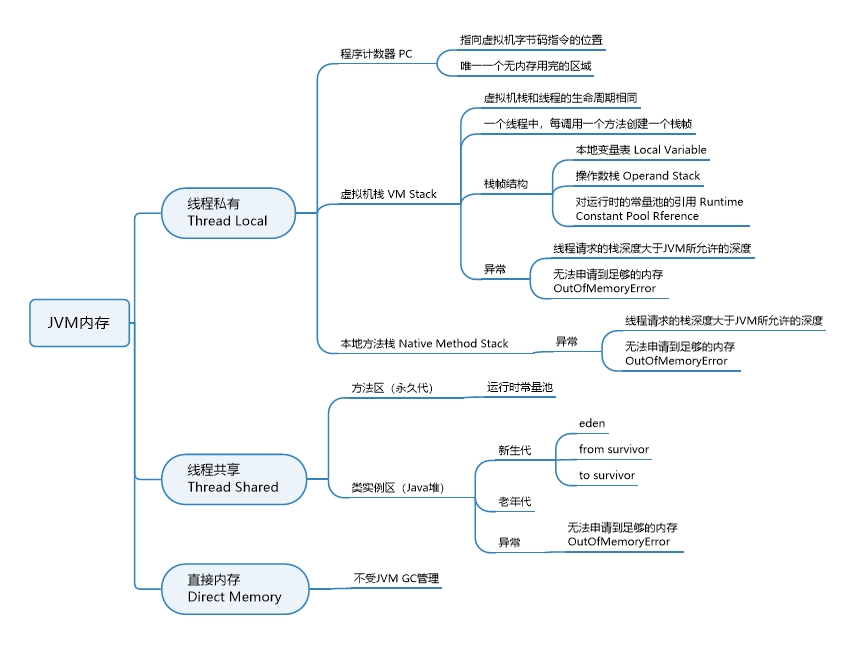 JVM内存
线程私有
Thread Local
程序计数器 PC
指向虚拟机字节码指令的位置
唯一一个无内存用完的区域
虚拟机栈 VM Stack
虚拟机栈和线程的生命周期相同
一个线程中，每调用一个方法创建一个栈帧
栈帧结构
本地变量表 Local Variable
操作数栈 Operand Stack
对运行时的常量池的引用 Runtime
Constant Pool Rference
异常
线程请求的栈深度大于JVM所允许的深度
无法申请到足够的内存
OutOfMemoryError
本地方法栈 Native Method Stack
异常
线程请求的栈深度大于JVM所允许的深度
无法申请到足够的内存
OutOfMemoryError
线程共享
Thread Shared
方法区（永久代）
运行时常量池
类实例区（Java堆）
新生代
eden
from survivor
to survivor
老年代
异常
无法申请到足够的内存
OutOfMemoryError
直接内存
Direct Memory
不受JVM GC管理